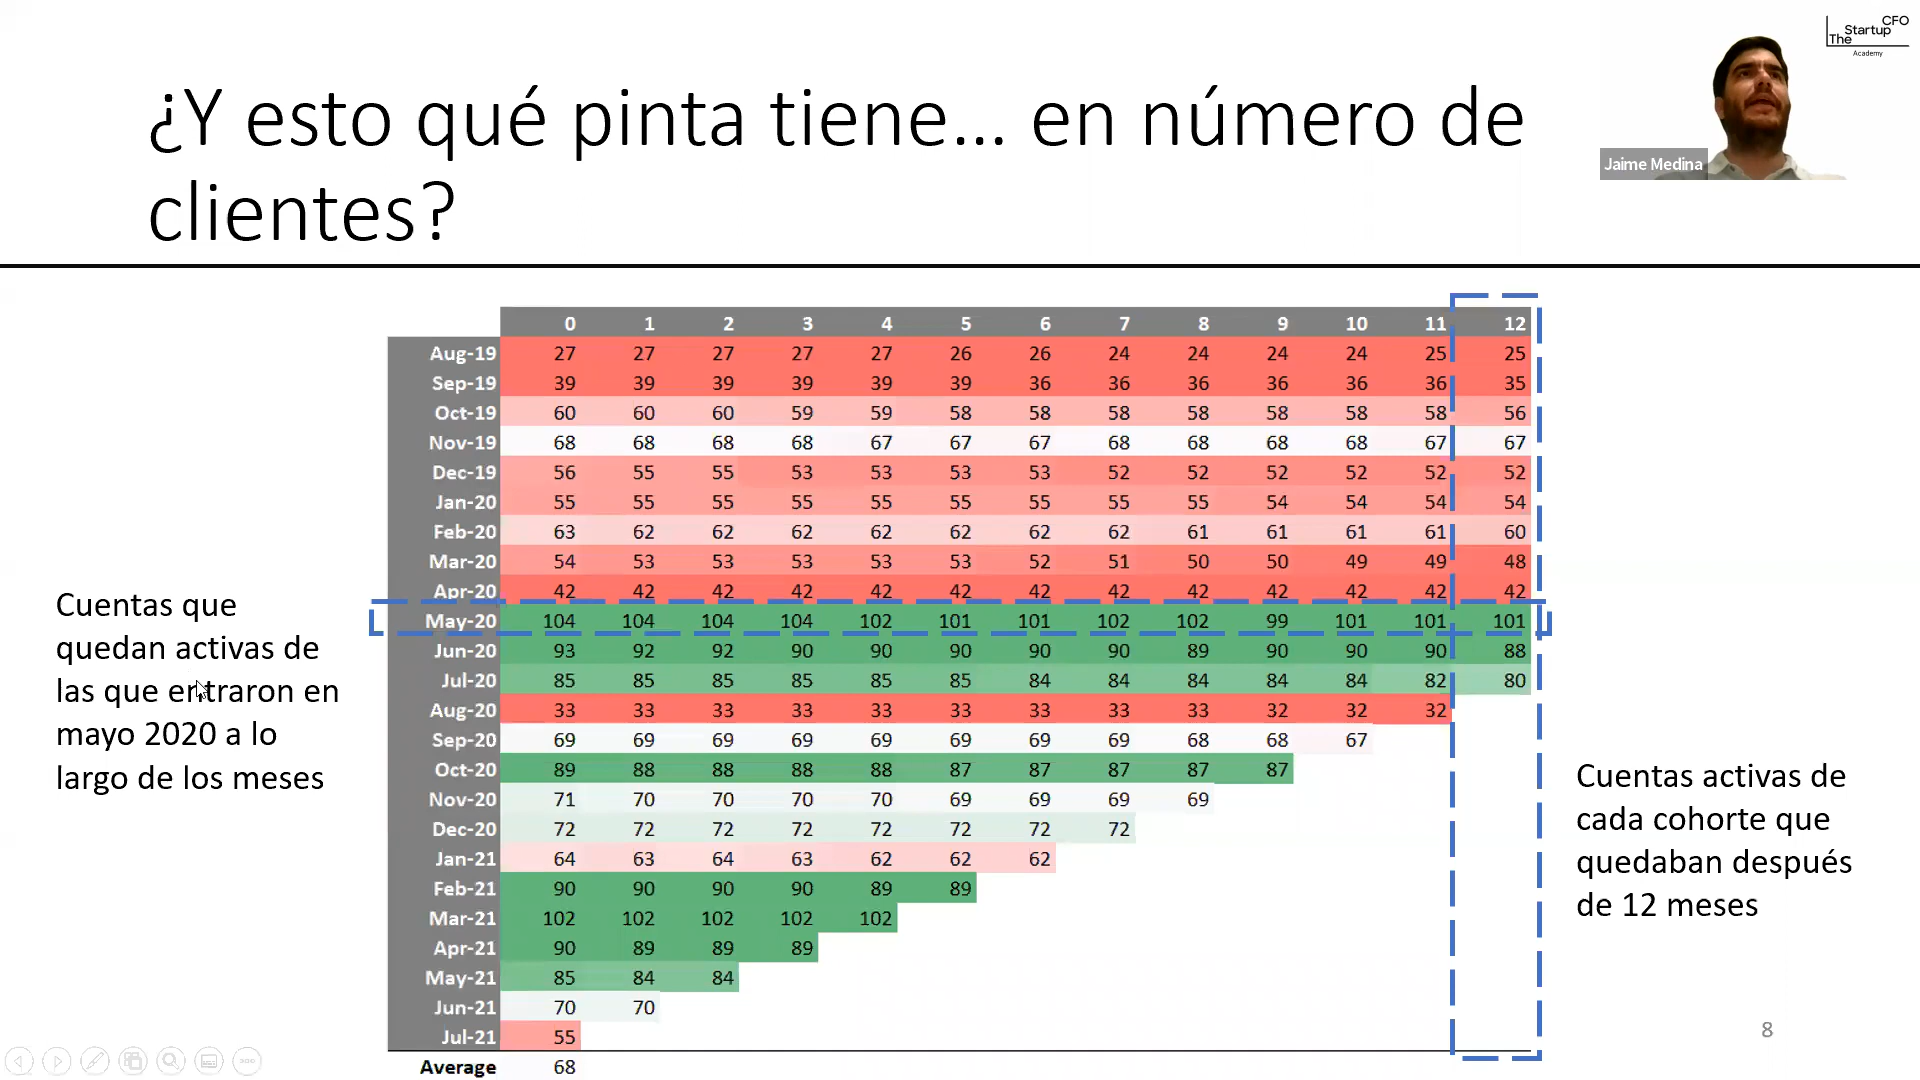 CFO
Startup
The
Academy
Jaime Medina
¿Y esto qué pinta tiene... en número de
clientes?
0 1 2 3 4 5 6 7 8 9 10 11 12
Aug-19 27 27 27 27 27 26 26 24 24 24 24 25 25
Sep-19 39 39 39 39 39 39 36 36 36 36 36 36 35
Oct-19 60 60 60 59 59 58 58 58 58 58 58 58 56
Nov-19 68 68 68 68 67 67 67 68 68 68 68 67 67
Dec-19 56 55 55 53 53 53 53 52 52 52 52 52 52
Jan-20 55 55 55 55 55 55 55 55 55 54 54 54 54
Feb-20 63 62 62 62 62 62 62 62 61 61 61 61 60
Mar-20 54 53 53 53 53 53 52 51 50 50 49 49 48
Apr-20 42 42 42 42 42 42 42 42 42 42 42 42 42
May-20 104 104 104 104 102 101 101 102 102 99 101 101 101
Jun-20 93 92 92 90 90 90 90 90 89 90 90 90 88
Jul-20 85 85 85 85 85 85 84 84 84 84 84 82 80
Aug-20 33 33 33 33 33 33 33 33 33 32 32 32
Sep-20 69 69 69 69 69 69 69 69 68 68 67
Oct-20 89 88 88 88 88 87 87 87 87 87
Nov-20 71 70 70 70 70 69 69 69 69
Dec-20 72 72 72 72 72 72 72 72
Jan-21 64 63 64 63 62 62 62
Feb-21 90 90 90 90 89 89
Mar-21 102 102 102 102 102
Apr-21 90 89 89 89
May-21 85 84 84
Jun-21 70 70
Jul-21 55
Average 68
Cuentas que
quedan activas de
las que entraron en
mayo 2020 a lo
largo de los meses
Cuentas activas de
cada cohorte que
quedaban después
de 12 meses
8